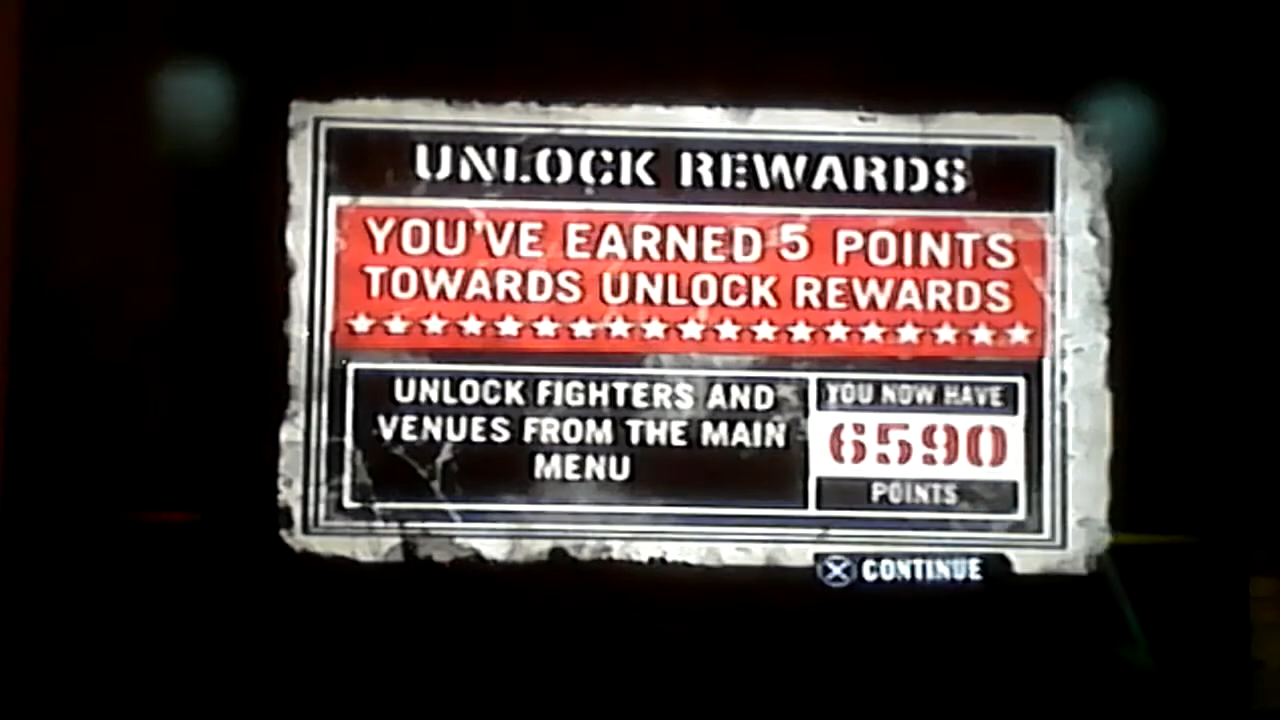 UNLOCK REWARDS
YOU'VE EARNED 5 POINTS
TOWARDS UNLOCK REWARDS
UNLOCK FIGHTERS AND
VENUES FROM THE MAIN
MENU
YOU NOW HAVE
6590
POINTS
CONTINUE